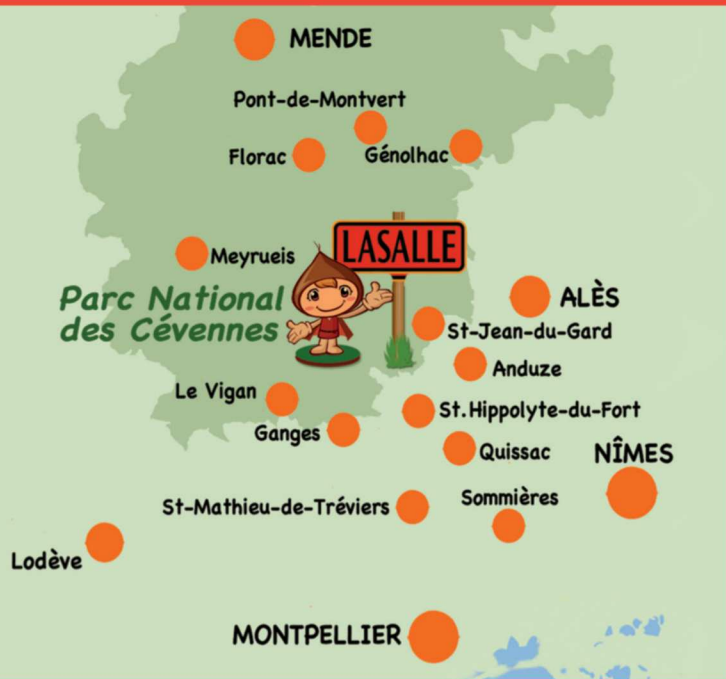 MENDE
Pont-de-Montvert
Florac
Génolhac
LASALLE
Meyrueis
Parc National
des Cévennes
ALÈS
St-Jean-du-Gard
Anduze
Le Vigan
St.Hippolyte-du-Fort
Ganges
Quissac
NÎMES
Sommières
St-Mathieu-de-Tréviers
Lodève
MONTPELLIER